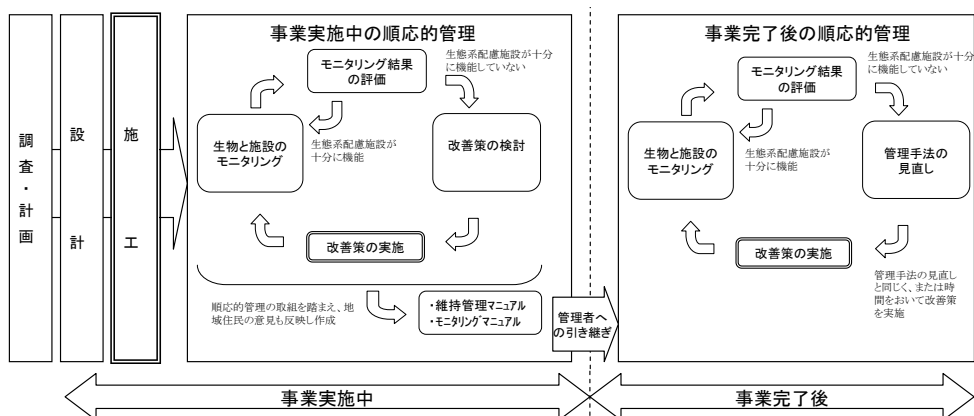 調査・計画
設計
施工
事業実施中の順応的管理
モニタリング結果
の評価
生態系配慮施設が十分
に機能していない
生物と施設の
モニタリング
生態系配慮施設が
十分に機能
改善策の検討
改善策の実施
順応的管理の取組を踏まえ、地
域住民の意見も反映し作成
・維持管理マニュアル
・モニタリングマニュアル
管理者へ
の引き継ぎ
事業完了後の順応的管理
モニタリング結果
の評価
生態系配慮施設が十分
に機能していない
生物と施設の
モニタリング
生態系配慮施設が
十分に機能
管理手法の
見直し
改善策の実施
管理手法の見直し
と同じく、または時
間をおいて改善策
を実施
事業実施中
事業完了後